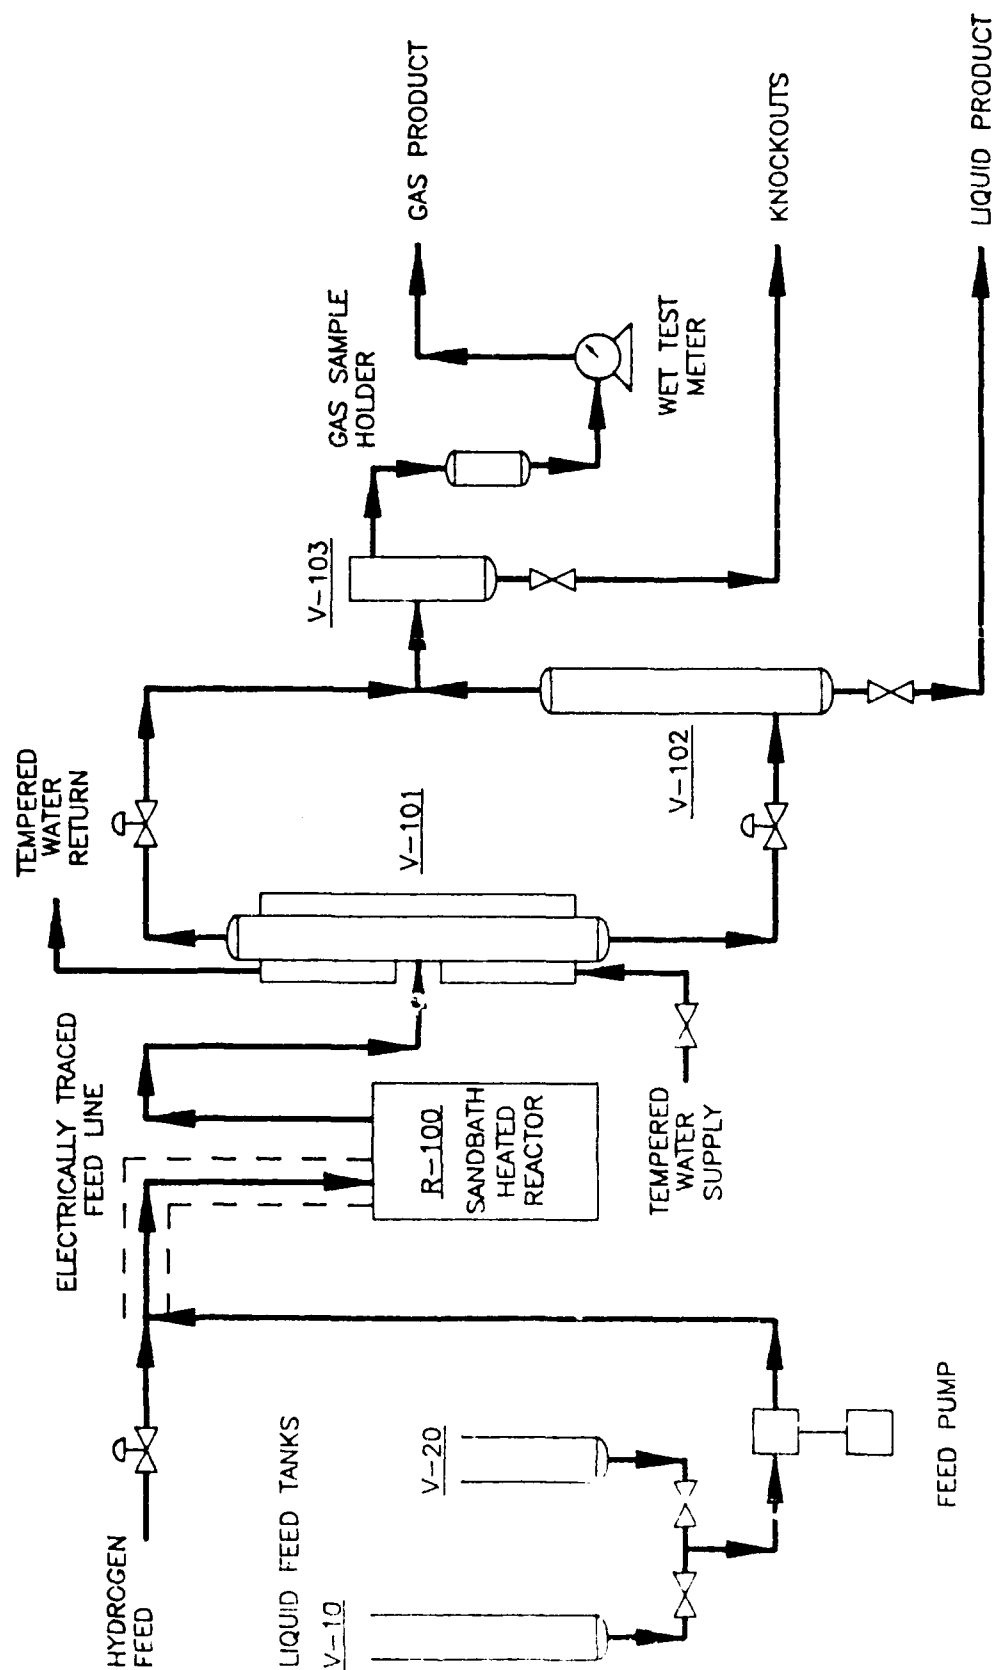 HYDROGEN
FEED
LIQUID FEED TANKS
V-10
V-20
FEED PUMP
ELECTRICALLY TRACED
FEED LINE
R-100
SANDBATH
HEATED
REACTOR
TEMPERED
WATER
SUPPLY
TEMPERED
WATER
RETURN
V-101
V-102
V-103
GAS SAMPLE
HOLDER
WET TEST
METER
GAS PRODUCT
KNOCKOUTS
LIQUID PRODUCT